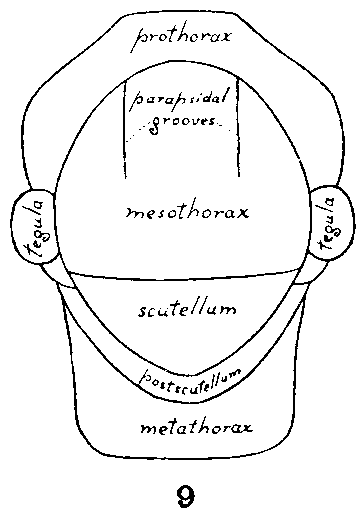 prothorax
parapsidal
grooves
mesothorax
tegula
tegula
scutellum
postscutellum
metathorax
9